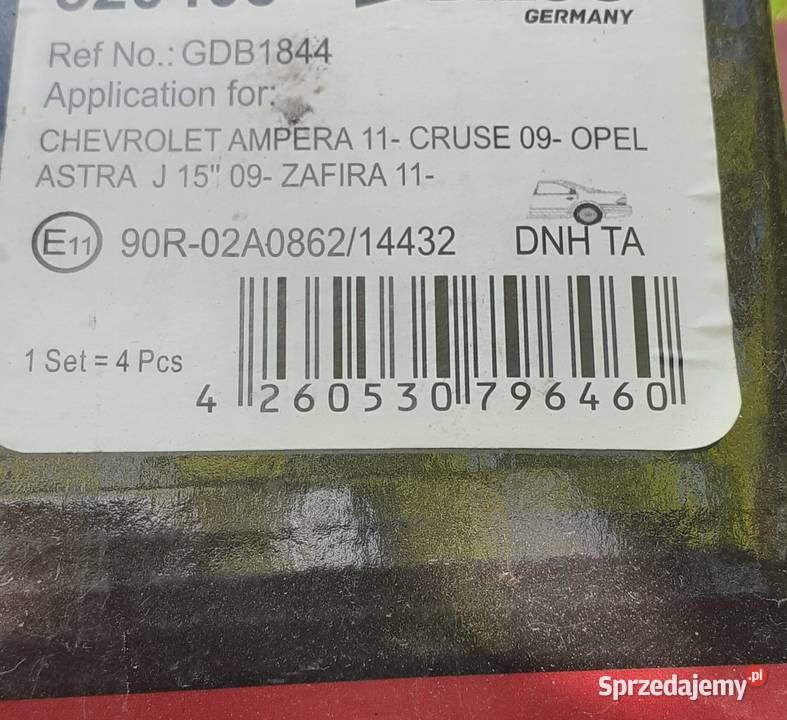 GERMANY
Ref No.: GDB1844
Application for:
CHEVROLET AMPERA 11- CRUSE 09- OPEL
ASTRA J 15" 09- ZAFIRA 11-
E11 90R-02A0862/14432 DNH TA
1 Set = 4 Pcs
4 260530 796460
Sprzedajemy.pl